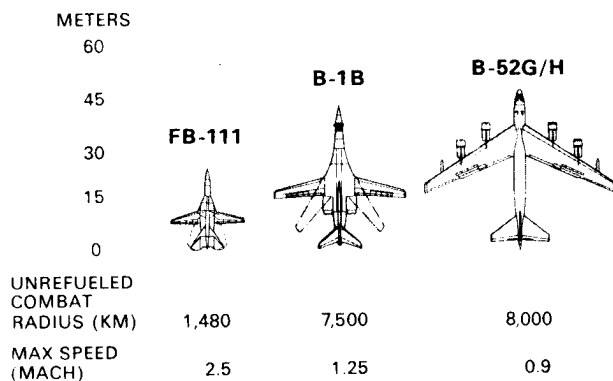 METERS
60
B-52G/H
B-1B
45
FB-111
30
15
0
UNREFUELED
COMBAT
RADIUS (KM) 1,480 7,500 8,000
MAX SPEED
(MACH) 2.5 1.25 0.9